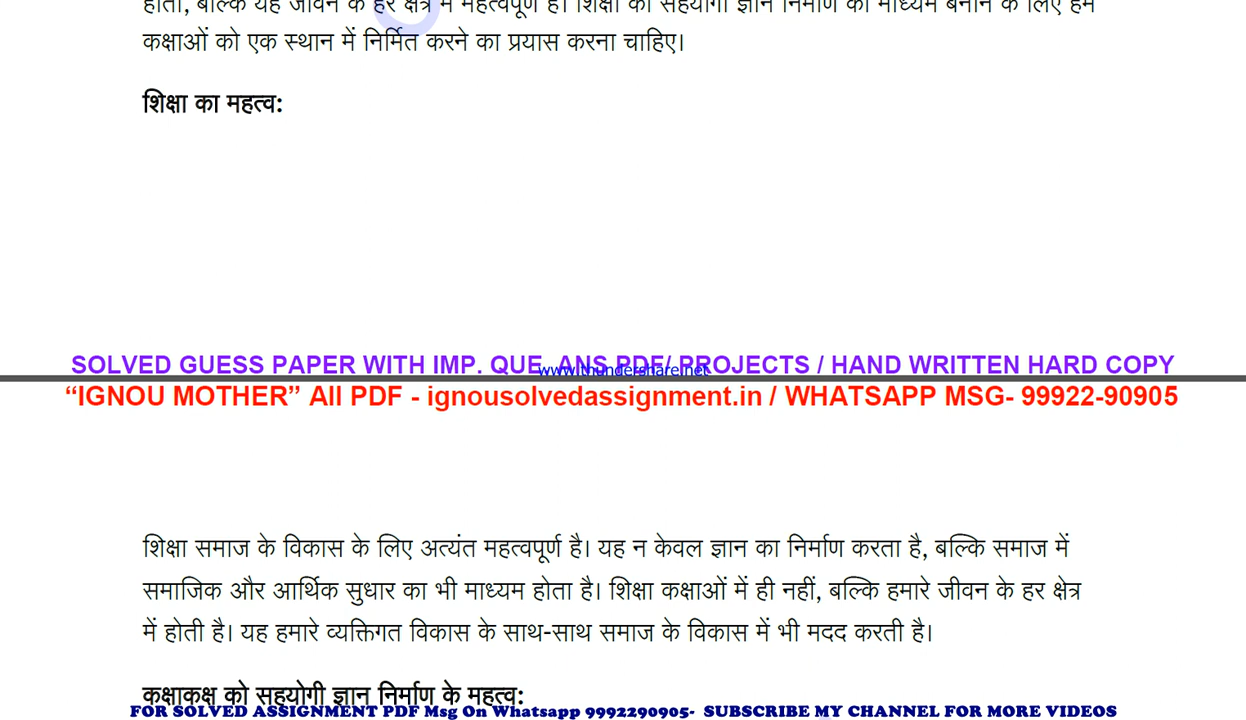 होता, बल्कि यह जीवन के हर क्षेत्र में महत्वपूर्ण है। शिक्षा को सहयोगी ज्ञान निर्माण का माध्यम बनाने के लिए हमें
कक्षाओं को एक स्थान में निर्मित करने का प्रयास करना चाहिए।
शिक्षा का महत्व:
SOLVED GUESS PAPER WITH IMP. QUE. ANS PDF/ PROJECTS / HAND WRITTEN HARD COPY
www.thundershare.net
“IGNOU MOTHER” All PDF - ignousolvedassignment.in / WHATSAPP MSG- 99922-90905
शिक्षा समाज के विकास के लिए अत्यंत महत्वपूर्ण है। यह न केवल ज्ञान का निर्माण करता है, बल्कि समाज में
समाजिक और आर्थिक सुधार का भी माध्यम होता है। शिक्षा कक्षाओं में ही नहीं, बल्कि हमारे जीवन के हर क्षेत्र
में होती है। यह हमारे व्यक्तिगत विकास के साथ-साथ समाज के विकास में भी मदद करती है।
कक्षाकक्ष को सहयोगी ज्ञान निर्माण के महत्व:
FOR SOLVED ASSIGNMENT PDF Msg On Whatsapp 9992290905- SUBSCRIBE MY CHANNEL FOR MORE VIDEOS